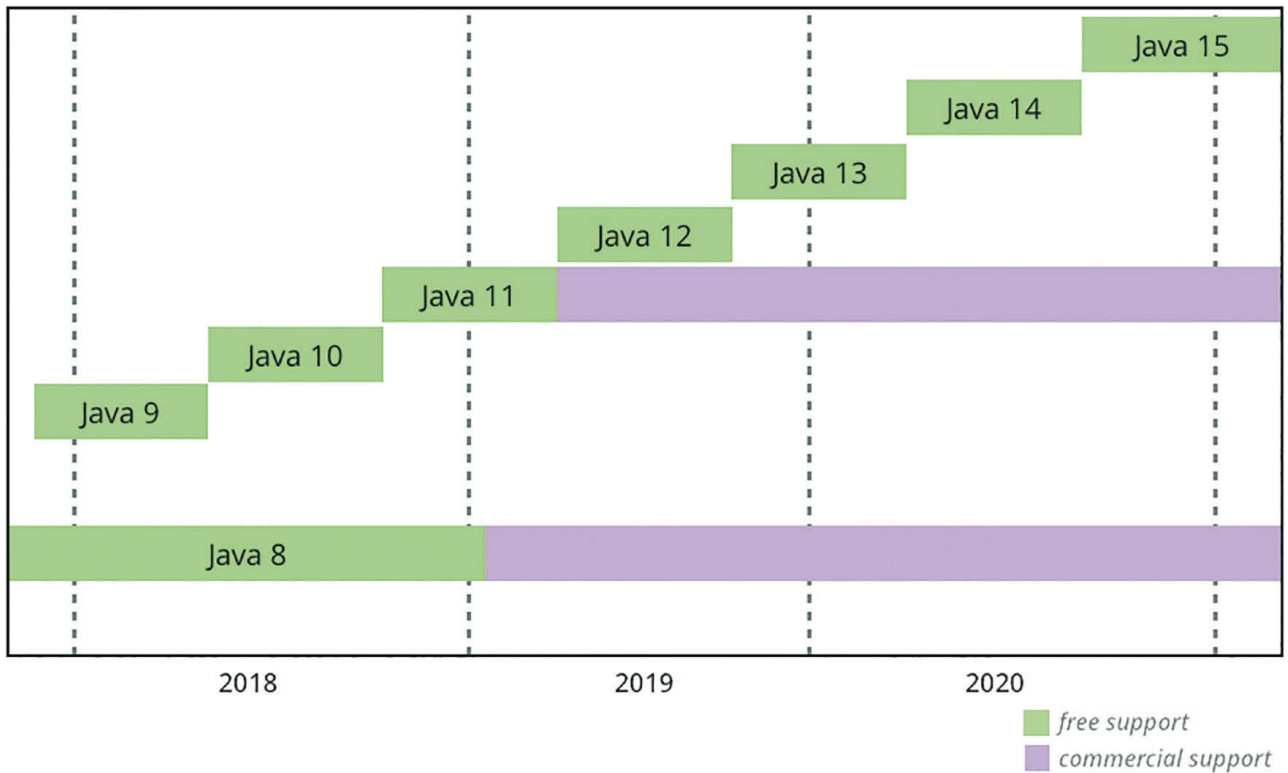 Java 15
Java 14
Java 13
Java 12
Java 11
Java 10
Java 9
Java 8
2018 2019 2020
free support
commercial support